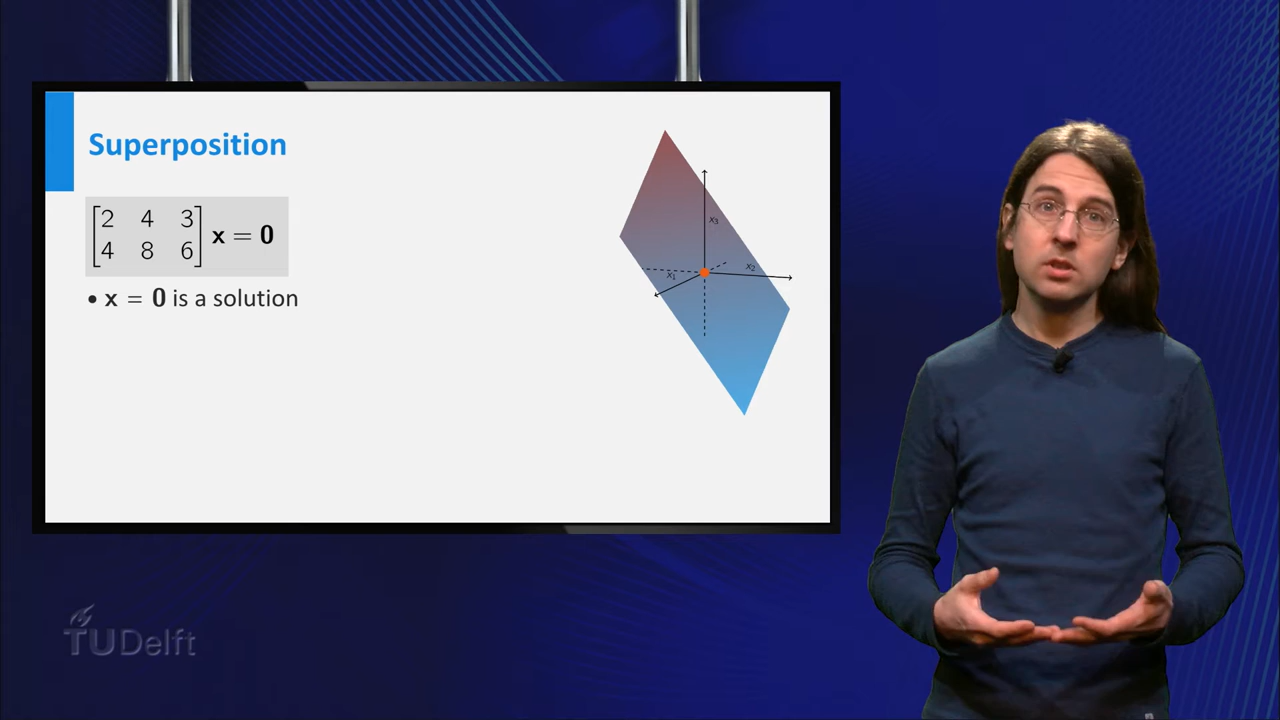 Superposition
[2 4 3
4 8 6] x = 0
• x = 0 is a solution
x₃
x₂
x₁
TUDelft